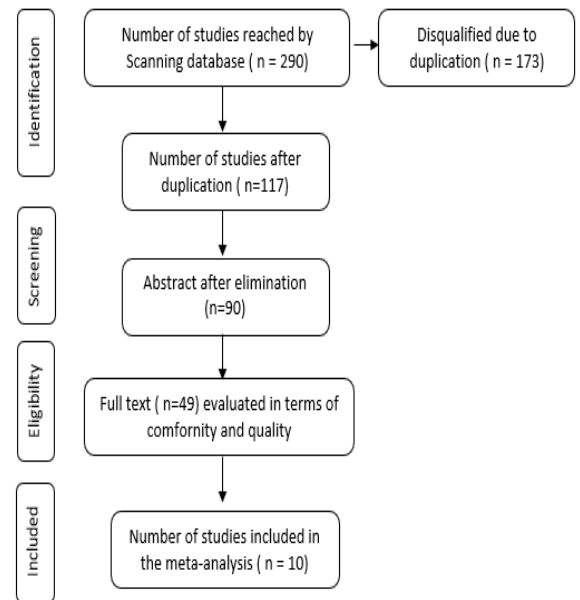 Identification
Number of studies reached by
Scanning database ( n = 290)
Disqualified due to
duplication ( n = 173)
Number of studies after
duplication ( n=117)
Screening
Abstract after elimination
(n=90)
Eligibility
Full text ( n=49) evaluated in terms of
comfornity and quality
Included
Number of studies included in
the meta-analysis ( n = 10)